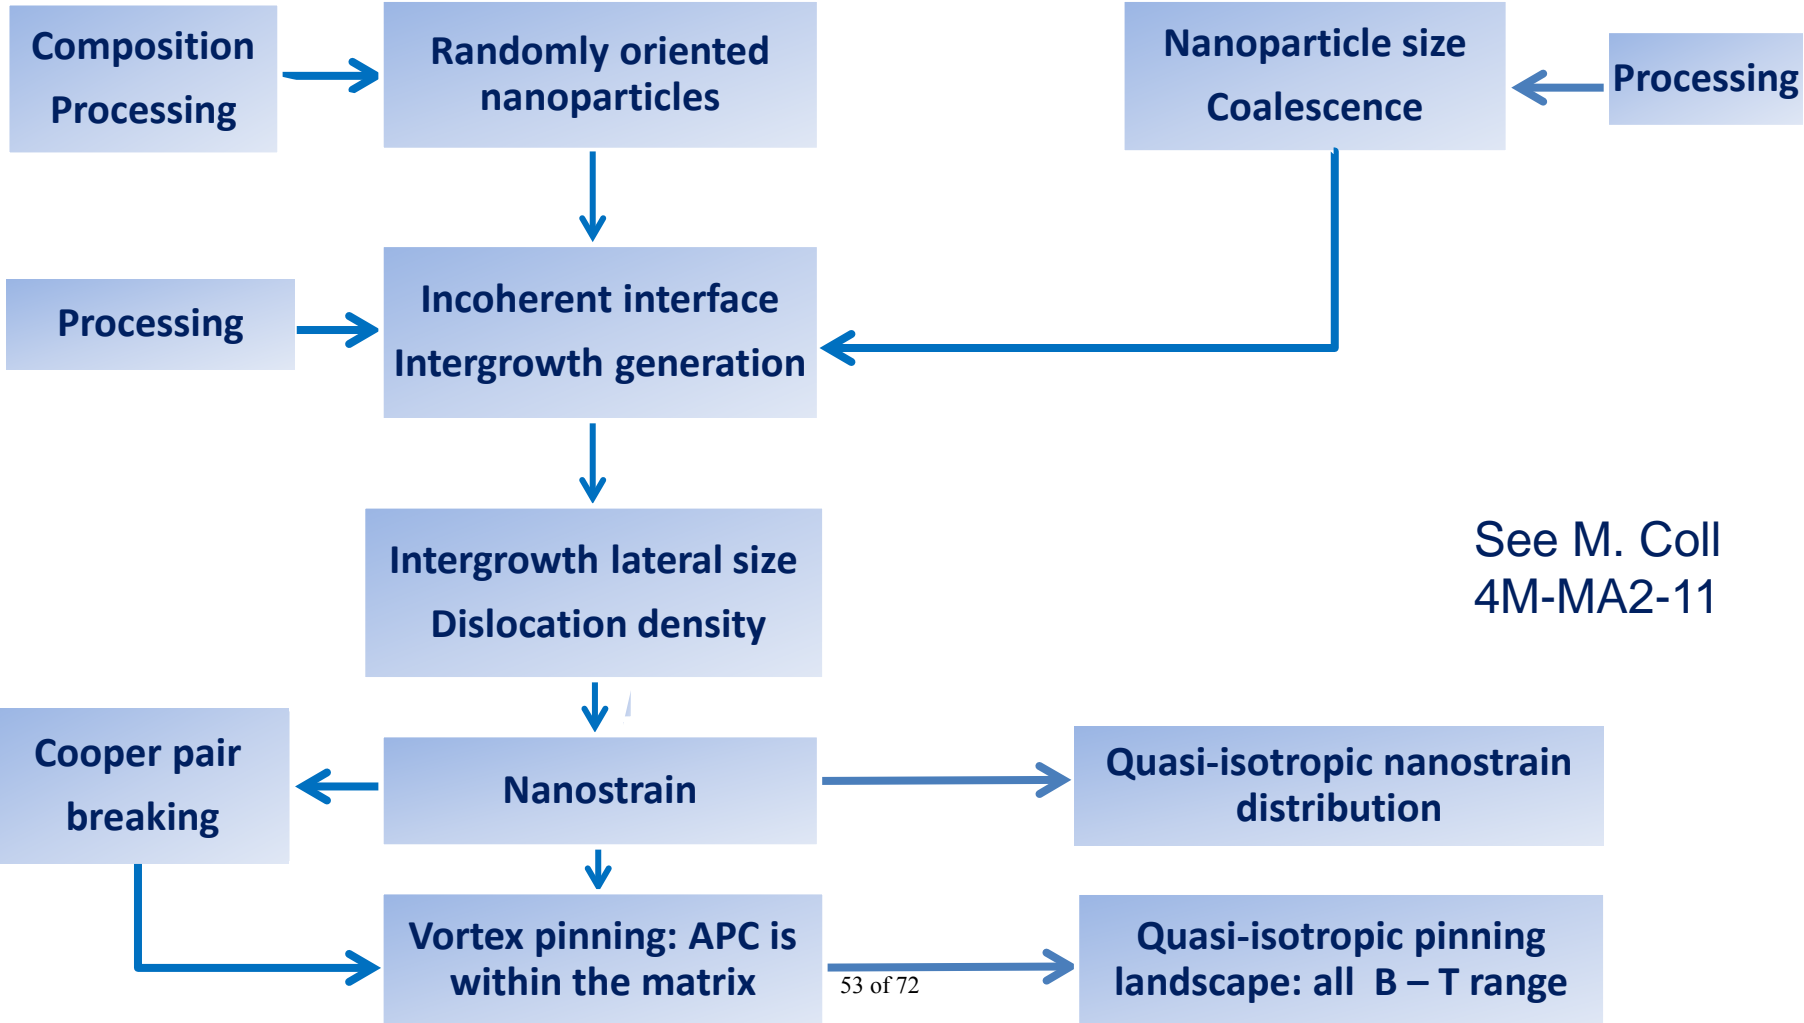 Composition
Processing
Randomly oriented
nanoparticles
Nanoparticle size
Coalescence
Processing
Processing
Incoherent interface
Intergrowth generation
Intergrowth lateral size
Dislocation density
See M. Coll
4M-MA2-11
Cooper pair
breaking
Nanostrain
Quasi-isotropic nanostrain
distribution
Vortex pinning: APC is
within the matrix
53 of 72
Quasi-isotropic pinning
landscape: all B – T range